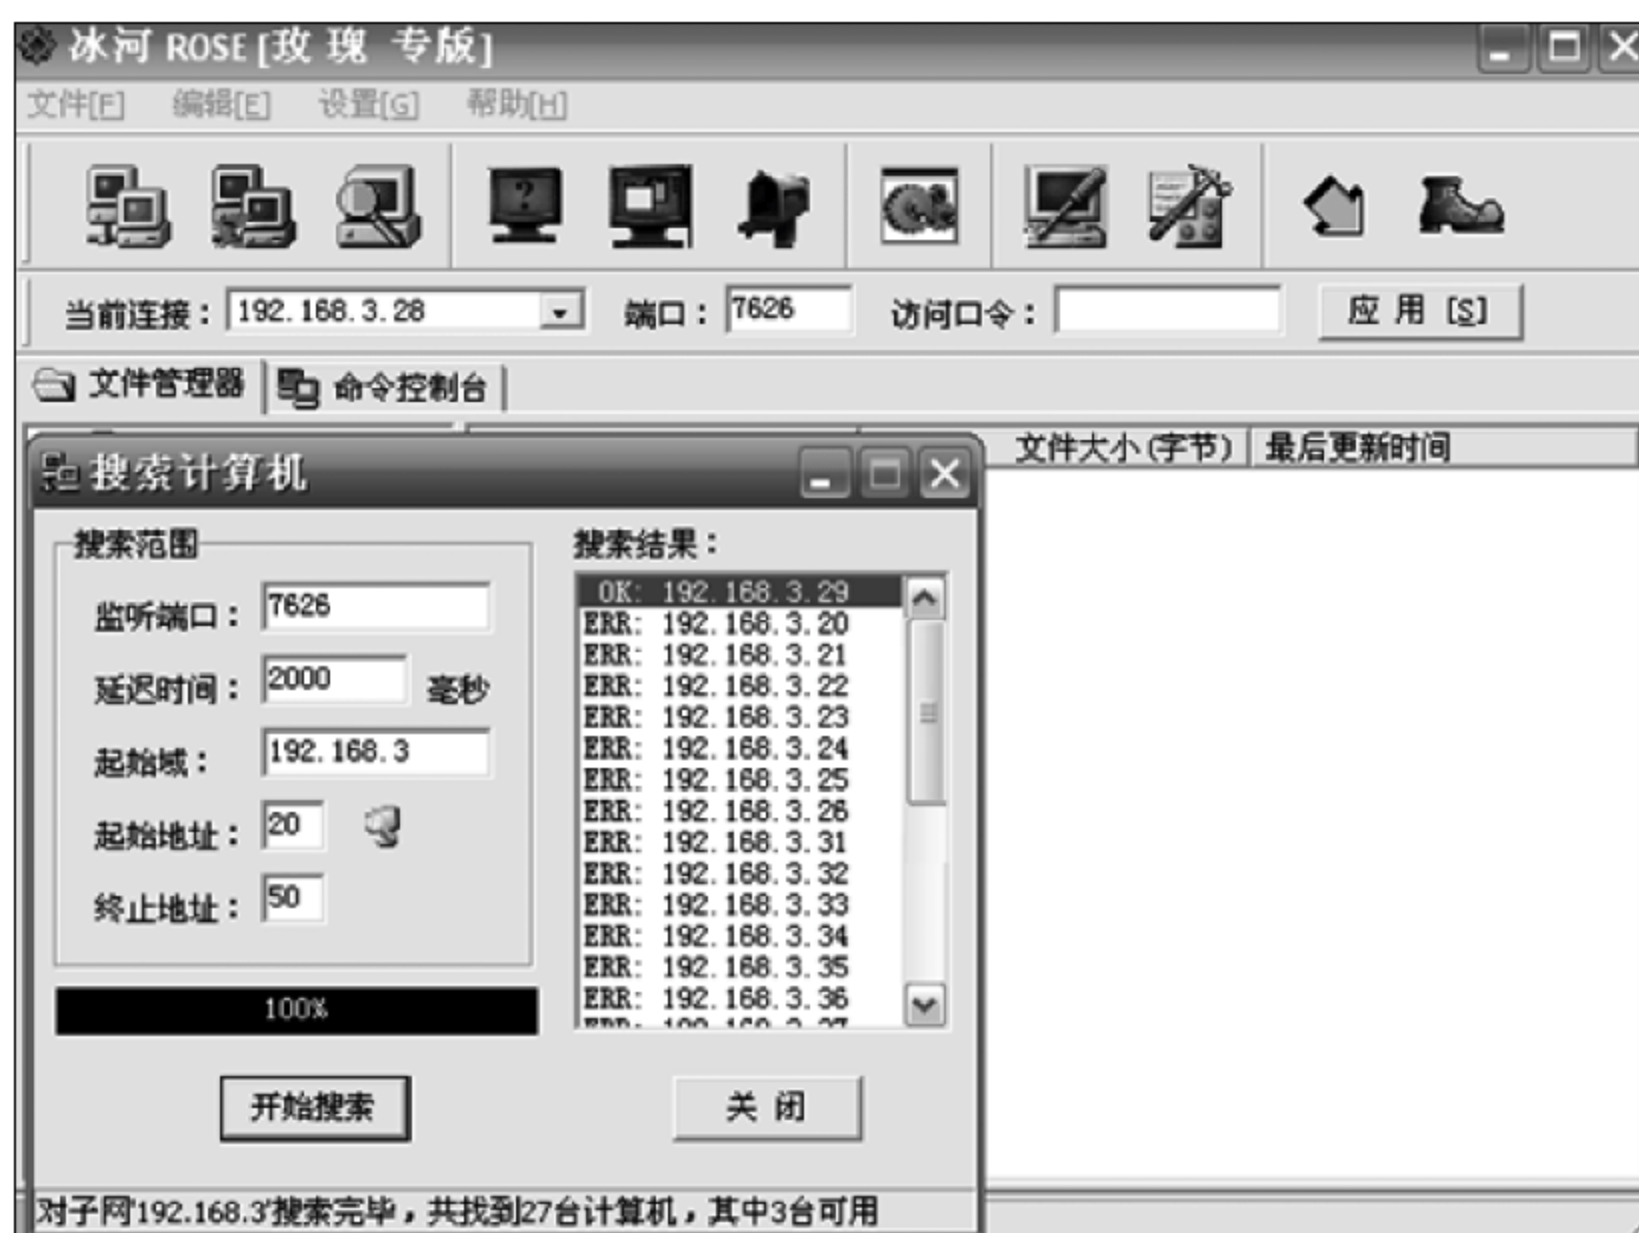 冰河 ROSE [玫 瑰 专版]
文件[F] 编辑[E] 设置[G] 帮助[H]
当前连接： 192.168.3.28 端口： 7626 访问口令： 应 用 [S]
文件管理器 命令控制台
文件大小(字节) 最后更新时间
搜索计算机
搜索范围
监听端口： 7626
延迟时间： 2000 毫秒
起始域： 192.168.3
起始地址： 20
终止地址： 50
100%
开始搜索
搜索结果：
OK: 192.168.3.29
ERR: 192.168.3.20
ERR: 192.168.3.21
ERR: 192.168.3.22
ERR: 192.168.3.23
ERR: 192.168.3.24
ERR: 192.168.3.25
ERR: 192.168.3.26
ERR: 192.168.3.31
ERR: 192.168.3.32
ERR: 192.168.3.33
ERR: 192.168.3.34
ERR: 192.168.3.35
ERR: 192.168.3.36
ERR: 192.168.3.37
关 闭
对子网'192.168.3'搜索完毕，共找到27台计算机，其中3台可用